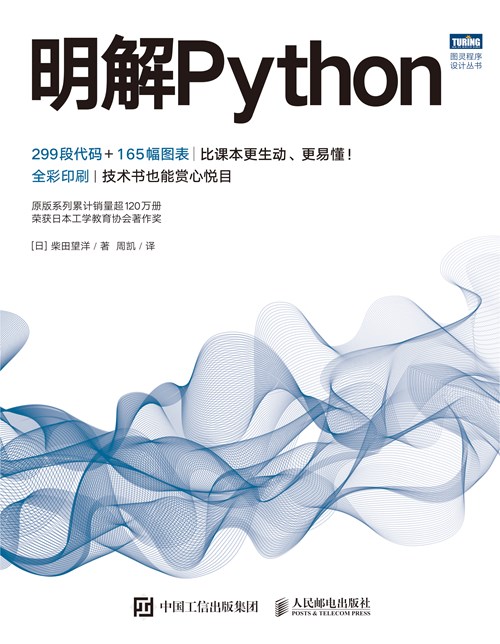 TURING
图灵程序
设计丛书
明解Python
299段代码+165幅图表|比课本更生动、更易懂!
全彩印刷|技术书也能赏心悦目
原版系列累计销量超120万册
荣获日本工学教育协会著作奖
[日]柴田望洋/著 周凯/译
中国工信出版集团 人民邮电出版社
POSTS & TELECOM PRESS